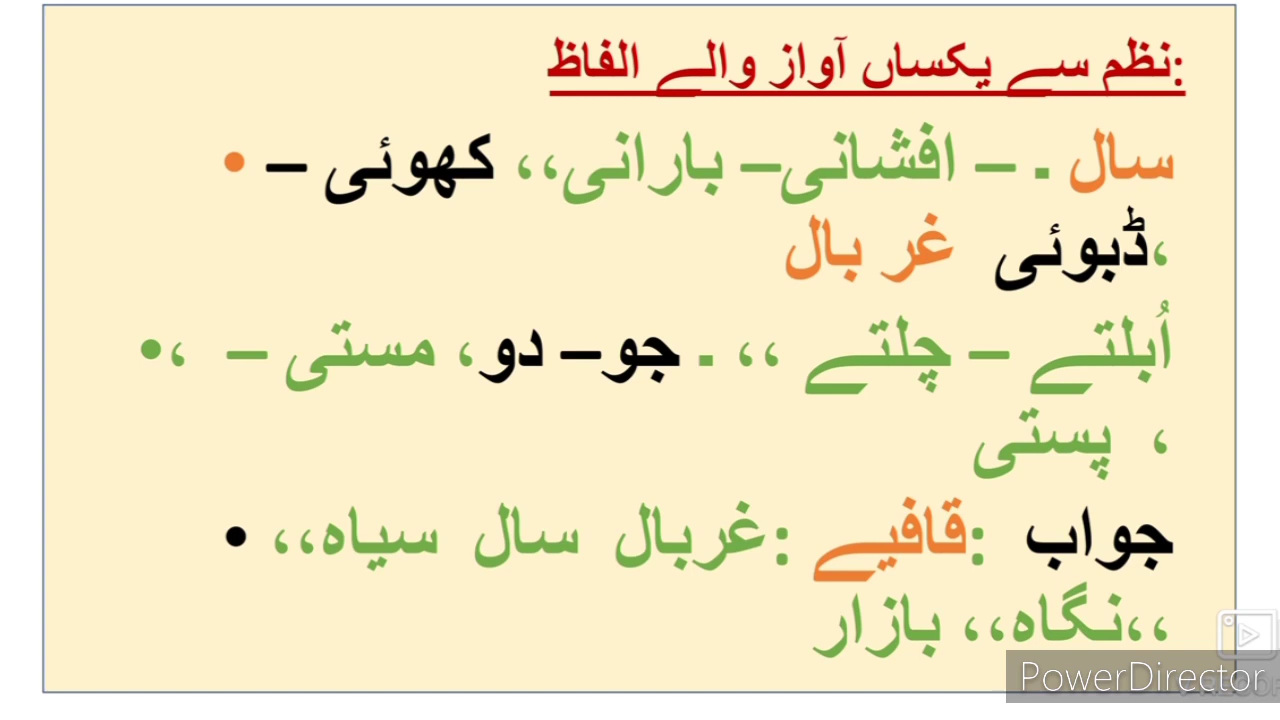 نظم سے یکساں آواز والے الفاظ:
سال . – افشانی– بارانی،، کھوئی – •
،ڈبوئی غر بال
اُبلتے – چلتے ،، . جو– دو، مستی – ،•
، پستی
جواب :قافیے :غربال سال سیاہ،، •
،،نگاہ،، بازار
PowerDirector